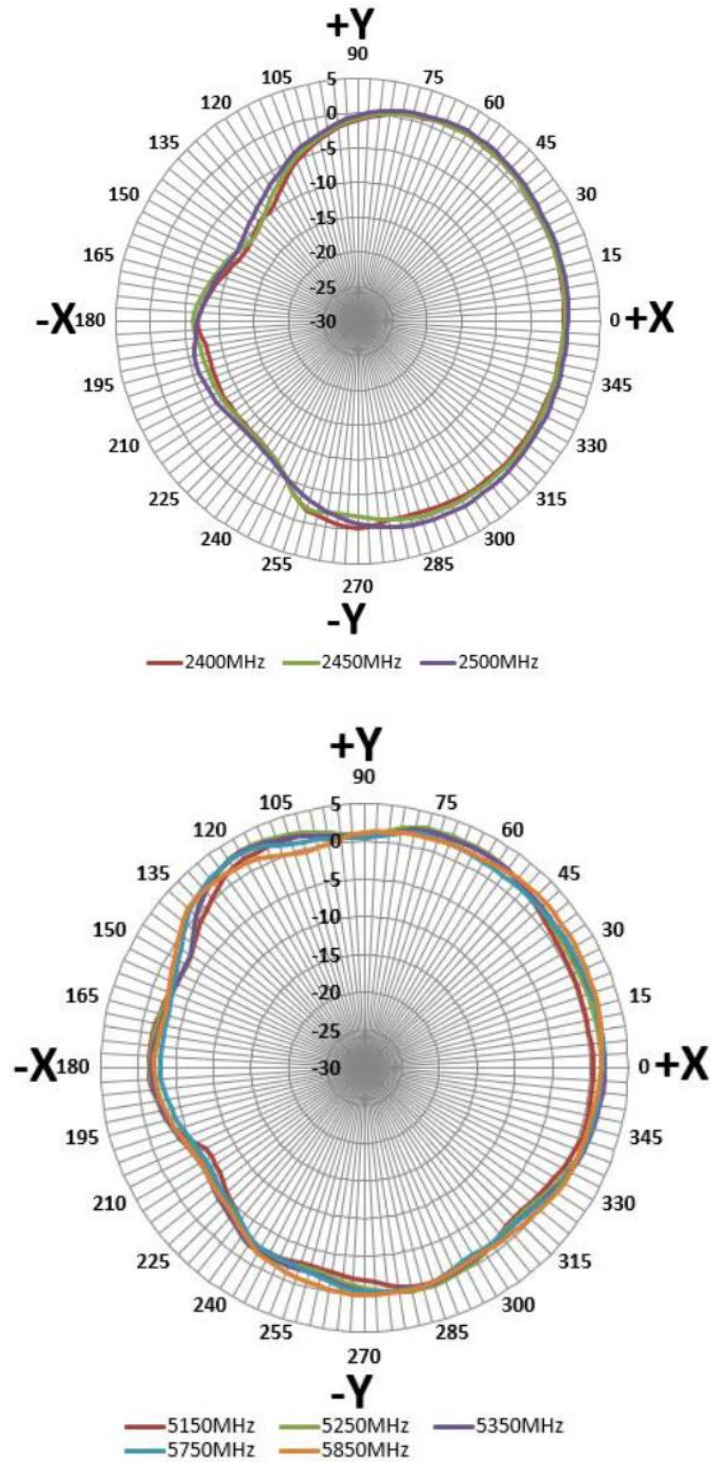 +Y
90
105 5 75
120 0 60
135 -5 45
-10
150 -15 30
165 -20 15
-25
-X 180 -30 0 +X
195 345
210 330
225 315
240 300
255 285
270
-Y
2400MHz 2450MHz 2500MHz
+Y
90
105 5 75
120 0 60
135 -5 45
150 -10 30
-15
165 -20 15
-25
-X 180 -30 0 +X
195 345
210 330
225 315
240 300
255 285
270
-Y
5150MHz 5250MHz 5350MHz
5750MHz 5850MHz